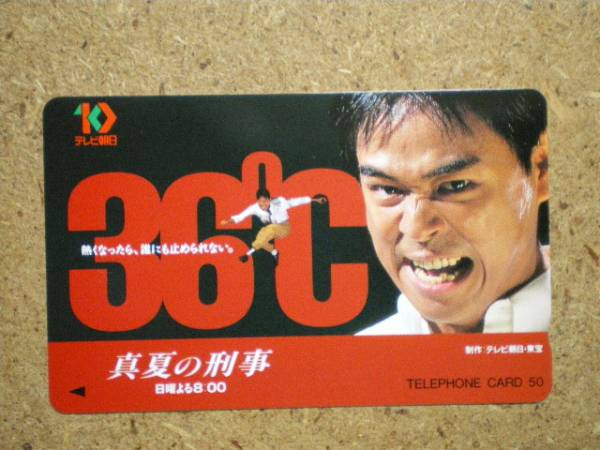 10
テレビ朝日
36℃
熱くなったら、誰にも止められない。
真夏の刑事
日曜よる8:00
制作：テレビ朝日・東宝
TELEPHONE CARD 50